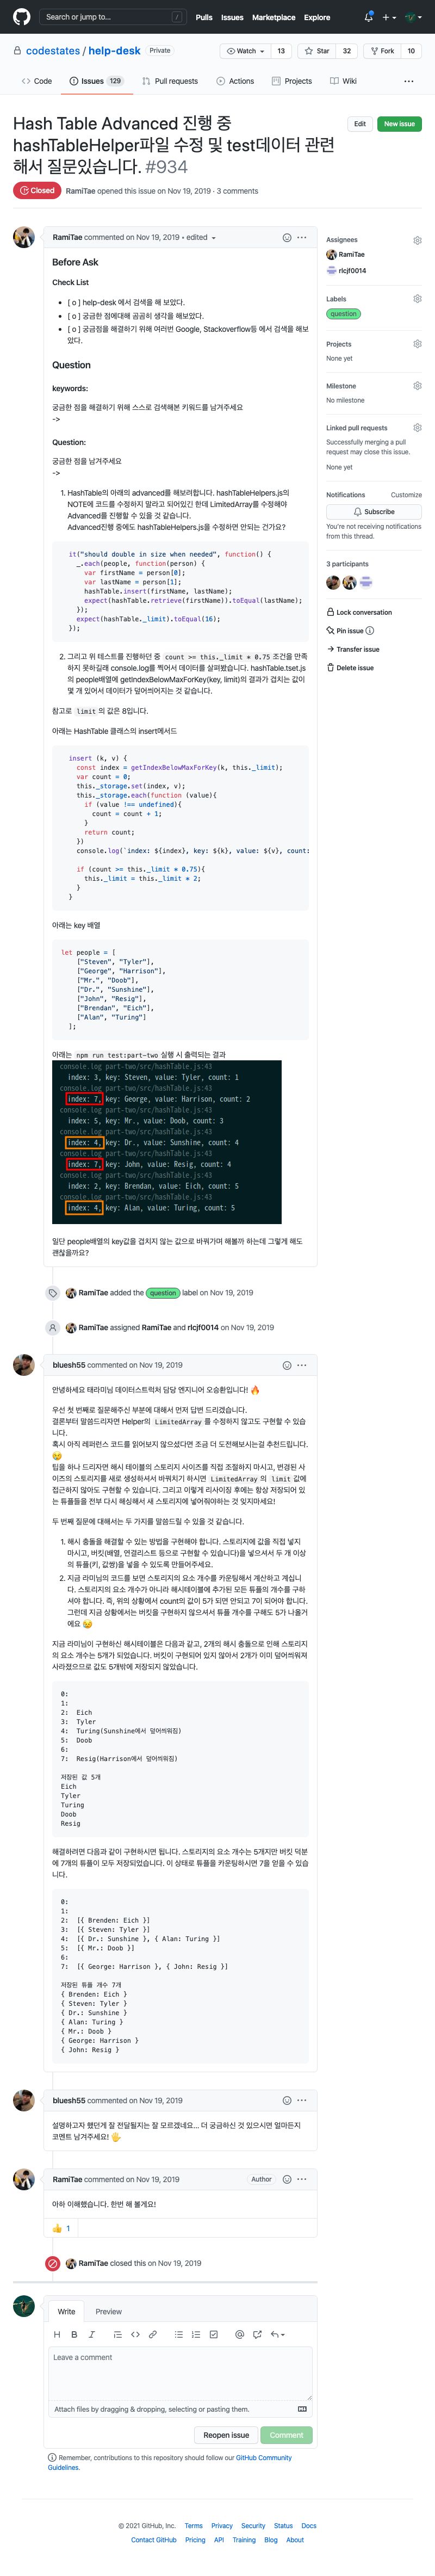 Search or jump to...
/
Pulls Issues Marketplace Explore
codestates / help-desk Private
Watch 13 Star 32 Fork 10
Code Issues 129 Pull requests Actions Projects Wiki
Hash Table Advanced 진행 중
hashTableHelper파일 수정 및 test데이터 관련
해서 질문있습니다. #934
Edit New issue
Closed RamiTae opened this issue on Nov 19, 2019 · 3 comments
RamiTae commented on Nov 19, 2019 • edited
Before Ask
Check List
[ o ] help-desk 에서 검색을 해 보았다.
[ o ] 궁금한 점에대해 곰곰히 생각을 해보았다.
[ o ] 궁금점을 해결하기 위해 여러번 Google, Stackoverflow등 에서 검색을 해보
았다.
Question
keywords:
궁금한 점을 해결하기 위해 스스로 검색해본 키워드를 남겨주세요
->
Question:
궁금한 점을 남겨주세요
->
1. HashTable의 아래의 advanced를 해보려합니다. hashTableHelpers.js의
NOTE에 코드를 수정하지 말라고 되어있긴 한데 LimitedArray를 수정해야
Advanced를 진행할 수 있을 것 같습니다.
Advanced진행 중에도 hashTableHelpers.js을 수정하면 안되는 건가요?
it("should double in size when needed", function() {
_.each(people, function(person) {
var firstName = person[0];
var lastName = person[1];
hashTable.insert(firstName, lastName);
expect(hashTable.retrieve(firstName)).toEqual(lastName);
});
expect(hashTable._limit).toEqual(16);
});
2. 그리고 위 테스트를 진행하던 중 count >= this._limit * 0.75 조건을 만족
하지 못하길래 console.log를 찍어서 데이터를 살펴봤습니다. hashTable.tset.js
의 people배열에 getIndexBelowMaxForKey(key, limit)의 결과가 겹치는 값이
몇 개 있어서 데이터가 덮어씌어지는 것 같습니다.
참고로 limit 의 값은 8입니다.
아래는 HashTable 클래스의 insert메서드
insert (k, v) {
const index = getIndexBelowMaxForKey(k, this._limit);
var count = 0;
this._storage.set(index, v);
this._storage.each(function (value){
if (value !== undefined){
count = count + 1;
}
return count;
})
console.log(`index: ${index}, key: ${k}, value: ${v}, count:
if (count >= this._limit * 0.75){
this._limit = this._limit * 2;
}
}
아래는 key 배열
let people = [
["Steven", "Tyler"],
["George", "Harrison"],
["Mr.", "Doob"],
["Dr.", "Sunshine"],
["John", "Resig"],
["Brendan", "Eich"],
["Alan", "Turing"]
];
아래는 npm run test:part-two 실행 시 출력되는 결과
console.log part-two/src/hashTable.js:43
index: 3, key: Steven, value: Tyler, count: 1
console.log part-two/src/hashTable.js:43
index: 7, key: George, value: Harrison, count: 2
console.log part-two/src/hashTable.js:43
index: 5, key: Mr., value: Doob, count: 3
console.log part-two/src/hashTable.js:43
index: 4, key: Dr., value: Sunshine, count: 4
console.log part-two/src/hashTable.js:43
index: 7, key: John, value: Resig, count: 4
console.log part-two/src/hashTable.js:43
index: 2, key: Brendan, value: Eich, count: 5
console.log part-two/src/hashTable.js:43
index: 4, key: Alan, value: Turing, count: 5
일단 people배열의 key값을 겹치지 않는 값으로 바꿔가며 해볼까 하는데 그렇게 해도
괜찮을까요?
RamiTae added the question label on Nov 19, 2019
RamiTae assigned RamiTae and rlcjf0014 on Nov 19, 2019
bluesh55 commented on Nov 19, 2019
안녕하세요 태라미님 데이터스트럭처 담당 엔지니어 오승환입니다! 🔥
우선 첫 번째로 질문해주신 부분에 대해서 먼저 답변 드리겠습니다.
결론부터 말씀드리자면 Helper의 LimitedArray 를 수정하지 않고도 구현할 수 있습니
다.
혹시 아직 레퍼런스 코드를 읽어보지 않으셨다면 조금 더 도전해보시는걸 추천드립니다.
😢
팁을 하나 드리자면 해시 테이블의 스토리지 사이즈를 직접 조절하지 마시고, 변경된 사
이즈의 스토리지를 새로 생성하셔서 바꿔치기 하시면 LimitedArray 의 limit 값에
접근하지 않아도 구현할 수 있습니다. 그리고 이렇게 리사이징 후에는 항상 저장되어 있
는 튜플들을 전부 다시 해싱해서 새 스토리지에 넣어줘야하는 것 잊지마세요!
두 번째 질문에 대해서는 두 가지를 말씀드릴 수 있을 것 같습니다.
1. 해시 충돌을 해결할 수 있는 방법을 구현해야 합니다. 스토리지에 값을 직접 넣지
마시고, 버킷(배열, 연결리스트 등으로 구현할 수 있습니다)을 넣으셔서 두 개 이상
의 튜플(키, 값쌍)을 넣을 수 있도록 만들어주세요.
2. 지금 라미님의 코드를 보면 스토리지의 요소 개수를 카운팅해서 계산하고 계십니
다. 스토리지의 요소 개수가 아니라 해시테이블에 추가된 모든 튜플의 개수를 구하
셔야 합니다. 즉, 위의 상황에서 count의 값이 5가 되면 안되고 7이 되어야 합니다.
그런데 지금 상황에서는 버킷을 구현하지 않으셔서 튜플 개수를 구해도 5가 나올거
에요 😥
지금 라미님이 구현하신 해시테이블은 다음과 같고, 2개의 해시 충돌으로 인해 스토리지
의 요소 개수는 5개가 되었습니다. 버킷이 구현되어 있지 않아서 2개가 이미 덮어씌워져
사라졌으므로 값도 5개밖에 저장되지 않았습니다.
0:
1:
2: Eich
3: Tyler
4: Turing(Sunshine에서 덮어씌워짐)
5: Doob
6:
7: Resig(Harrison에서 덮어씌워짐)
저장된 값 5개
Eich
Tyler
Turing
Doob
Resig
해결하려면 다음과 같이 구현하시면 됩니다. 스토리지의 요소 개수는 5개지만 버킷 덕분
에 7개의 튜플이 모두 저장되었습니다. 이 상태로 튜플을 카운팅하시면 7을 얻을 수 있습
니다.
0:
1:
2: [{ Brenden: Eich }]
3: [{ Steven: Tyler }]
4: [{ Dr.: Sunshine }, { Alan: Turing }]
5: [{ Mr.: Doob }]
6:
7: [{ George: Harrison }, { John: Resig }]
저장된 튜플 개수 7개
{ Brenden: Eich }
{ Steven: Tyler }
{ Dr.: Sunshine }
{ Alan: Turing }
{ Mr.: Doob }
{ George: Harrison }
{ John: Resig }
bluesh55 commented on Nov 19, 2019
설명하고자 했던게 잘 전달될지는 잘 모르겠네요... 더 궁금하신 것 있으시면 얼마든지
코멘트 남겨주세요! 🖐
RamiTae commented on Nov 19, 2019 Author
아하 이해했습니다. 한번 해 볼게요!
👍 1
RamiTae closed this on Nov 19, 2019
Write Preview
Leave a comment
Attach files by dragging & dropping, selecting or pasting them.
Reopen issue Comment
Remember, contributions to this repository should follow our GitHub Community
Guidelines.
Assignees
RamiTae
rlcjf0014
Labels
question
Projects
None yet
Milestone
No milestone
Linked pull requests
Successfully merging a pull
request may close this issue.
None yet
Notifications Customize
Subscribe
You're not receiving notifications
from this thread.
3 participants
Lock conversation
Pin issue
Transfer issue
Delete issue
© 2021 GitHub, Inc. Terms Privacy Security Status Docs
Contact GitHub Pricing API Training Blog About